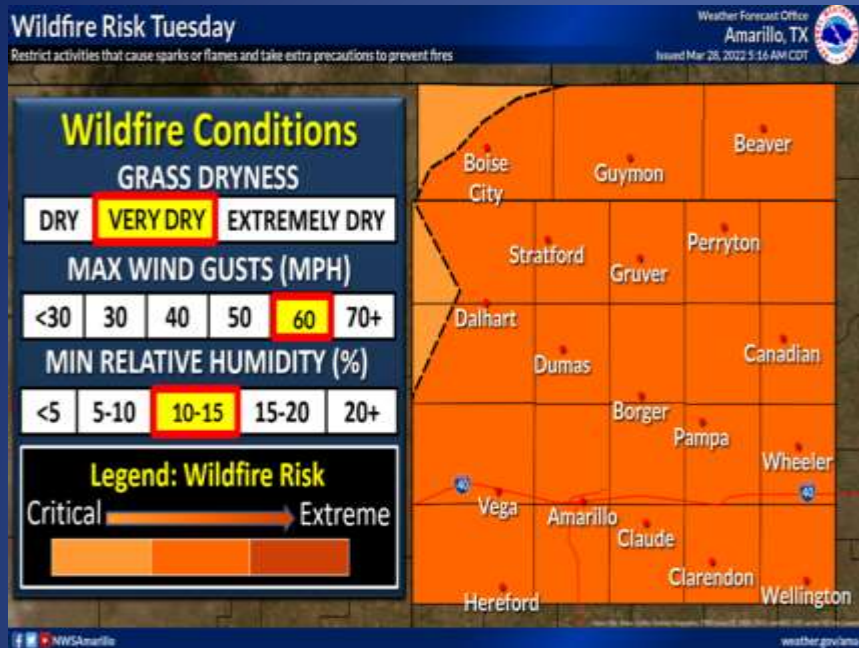 Wildfire Risk Tuesday
Restrict activities that cause sparks or flames and take extra precautions to prevent fires
Weather Forecast Office
Amarillo, TX
Issued Mar 28, 2022 5:16 AM CDT
Wildfire Conditions
GRASS DRYNESS
DRY VERY DRY EXTREMELY DRY
MAX WIND GUSTS (MPH)
<30 30 40 50 60 70+
MIN RELATIVE HUMIDITY (%)
<5 5-10 10-15 15-20 20+
Legend: Wildfire Risk
Critical Extreme
Beaver
Boise
City
Guymon
Perryton
Stratford
Gruver
Dalhart
Canadian
Dumas
Borger
Pampa
Wheeler
40
40
Vega
Amarillo
Claude
Clarendon
Wellington
Hereford
NWSAmarillo
weather.gov/ama